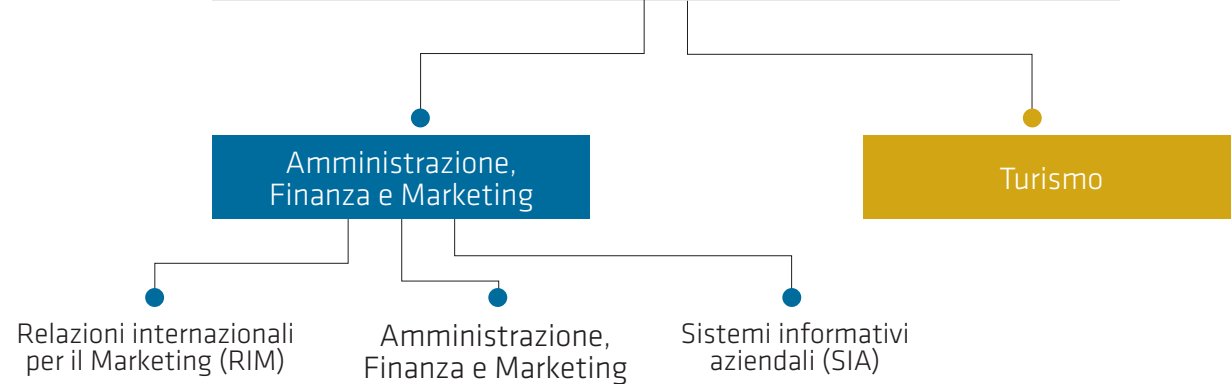 Amministrazione,
Finanza e Marketing
Turismo
Relazioni internazionali
per il Marketing (RIM)
Amministrazione,
Finanza e Marketing
Sistemi informativi
aziendali (SIA)